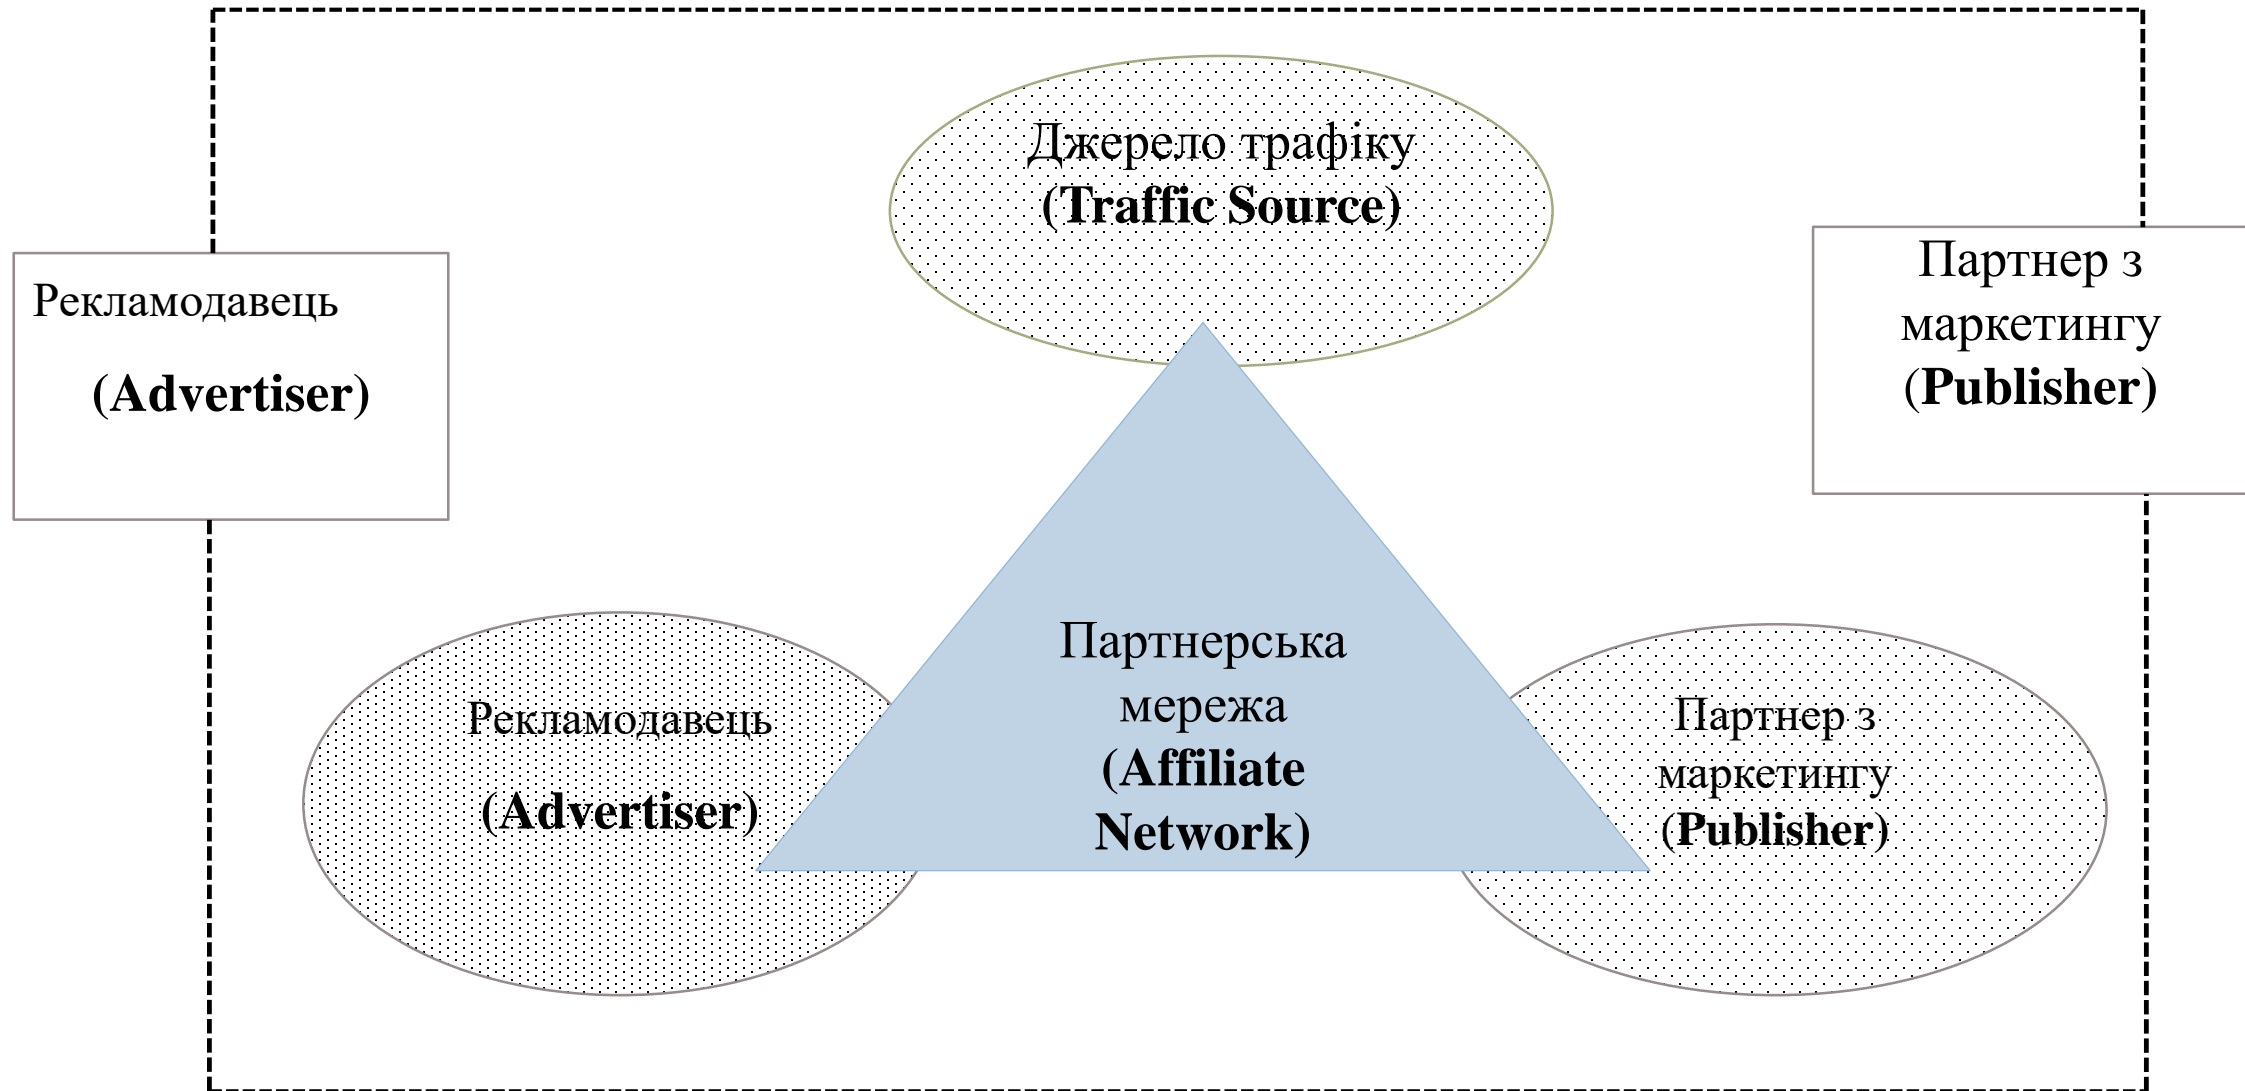 Джерело трафіку
(Traffic Source)
Рекламодавець
(Advertiser)
Партнер з
маркетингу
(Publisher)
Рекламодавець
(Advertiser)
Партнерська
мережа
(Affiliate
Network)
Партнер з
маркетингу
(Publisher)